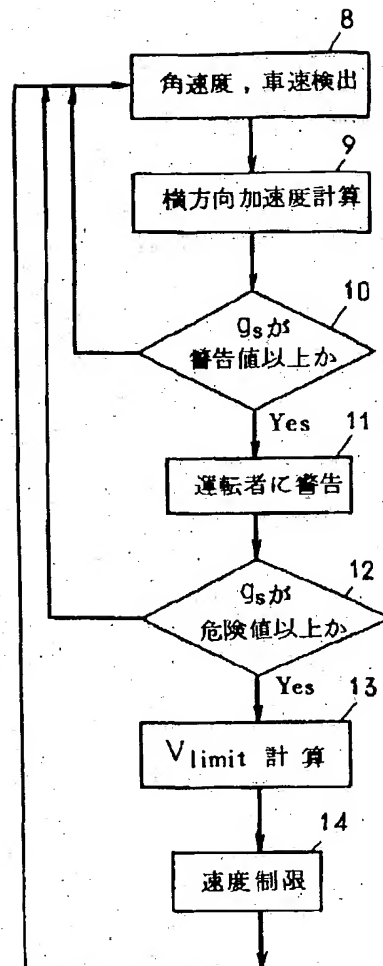 8
角速度，車速検出
9
横方向加速度計算
10
gsが
警告値以上か
Yes
11
運転者に警告
12
gsが
危険値以上か
Yes
13
Vlimit 計算
14
速度制限